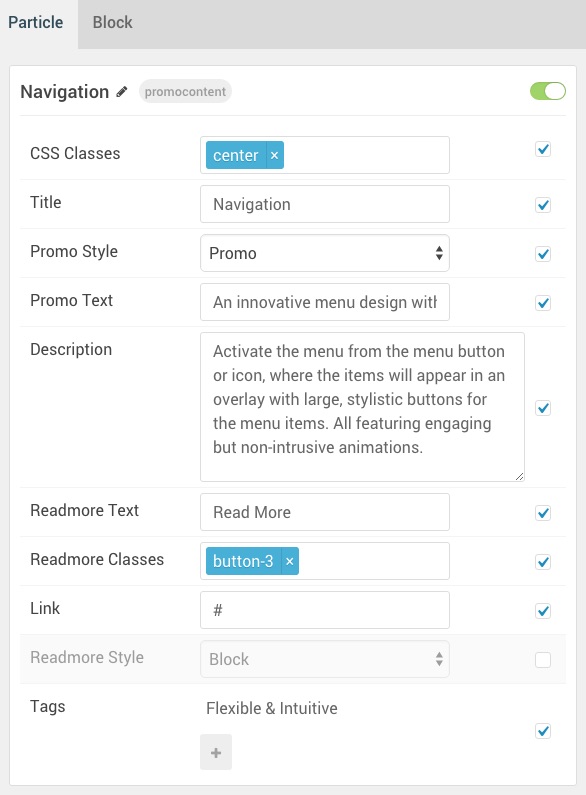 Particle Block
Navigation promocontent
CSS Classes center ×
Title Navigation
Promo Style Promo
Promo Text An innovative menu design with
Description Activate the menu from the menu button
or icon, where the items will appear in an
overlay with large, stylistic buttons for
the menu items. All featuring engaging
but non-intrusive animations.
Readmore Text Read More
Readmore Classes button-3 ×
Link #
Readmore Style Block
Tags Flexible & Intuitive
+